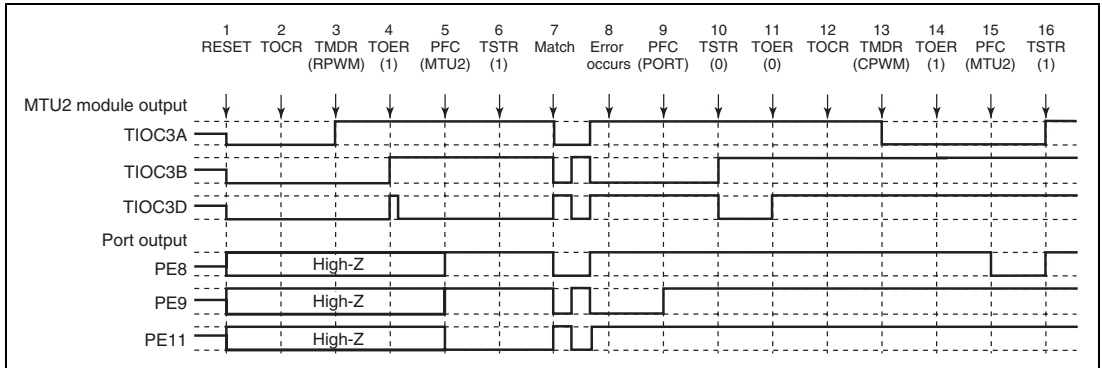 1 2 3 4 5 6 7 8 9 10 11 12 13 14 15 16
RESET TOCR TMDR TOER PFC TSTR Match Error PFC TSTR TOER TOCR TMDR TOER PFC TSTR
(RPWM) (1) (MTU2) (1) occurs (PORT) (0) (0) (CPWM) (1) (MTU2) (1)
MTU2 module output
TIOC3A
TIOC3B
TIOC3D
Port output
PE8 High-Z
PE9 High-Z
PE11 High-Z